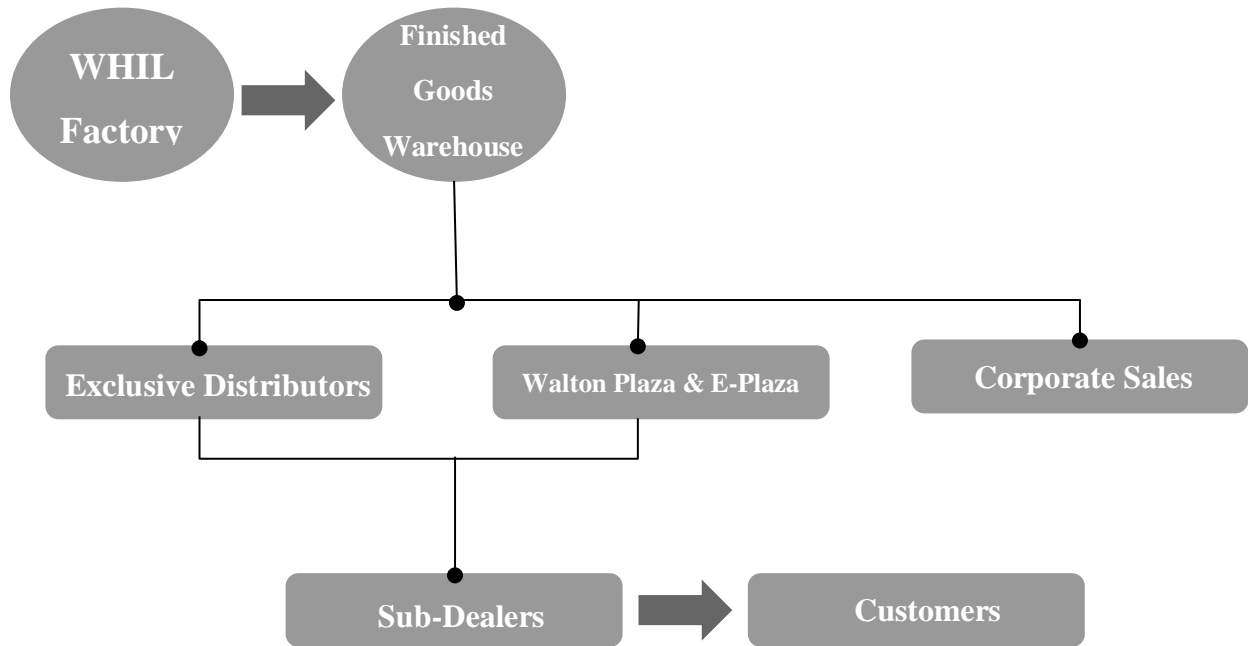 WHIL
Factory
Finished
Goods
Warehouse
Exclusive Distributors
Walton Plaza & E-Plaza
Corporate Sales
Sub-Dealers
Customers